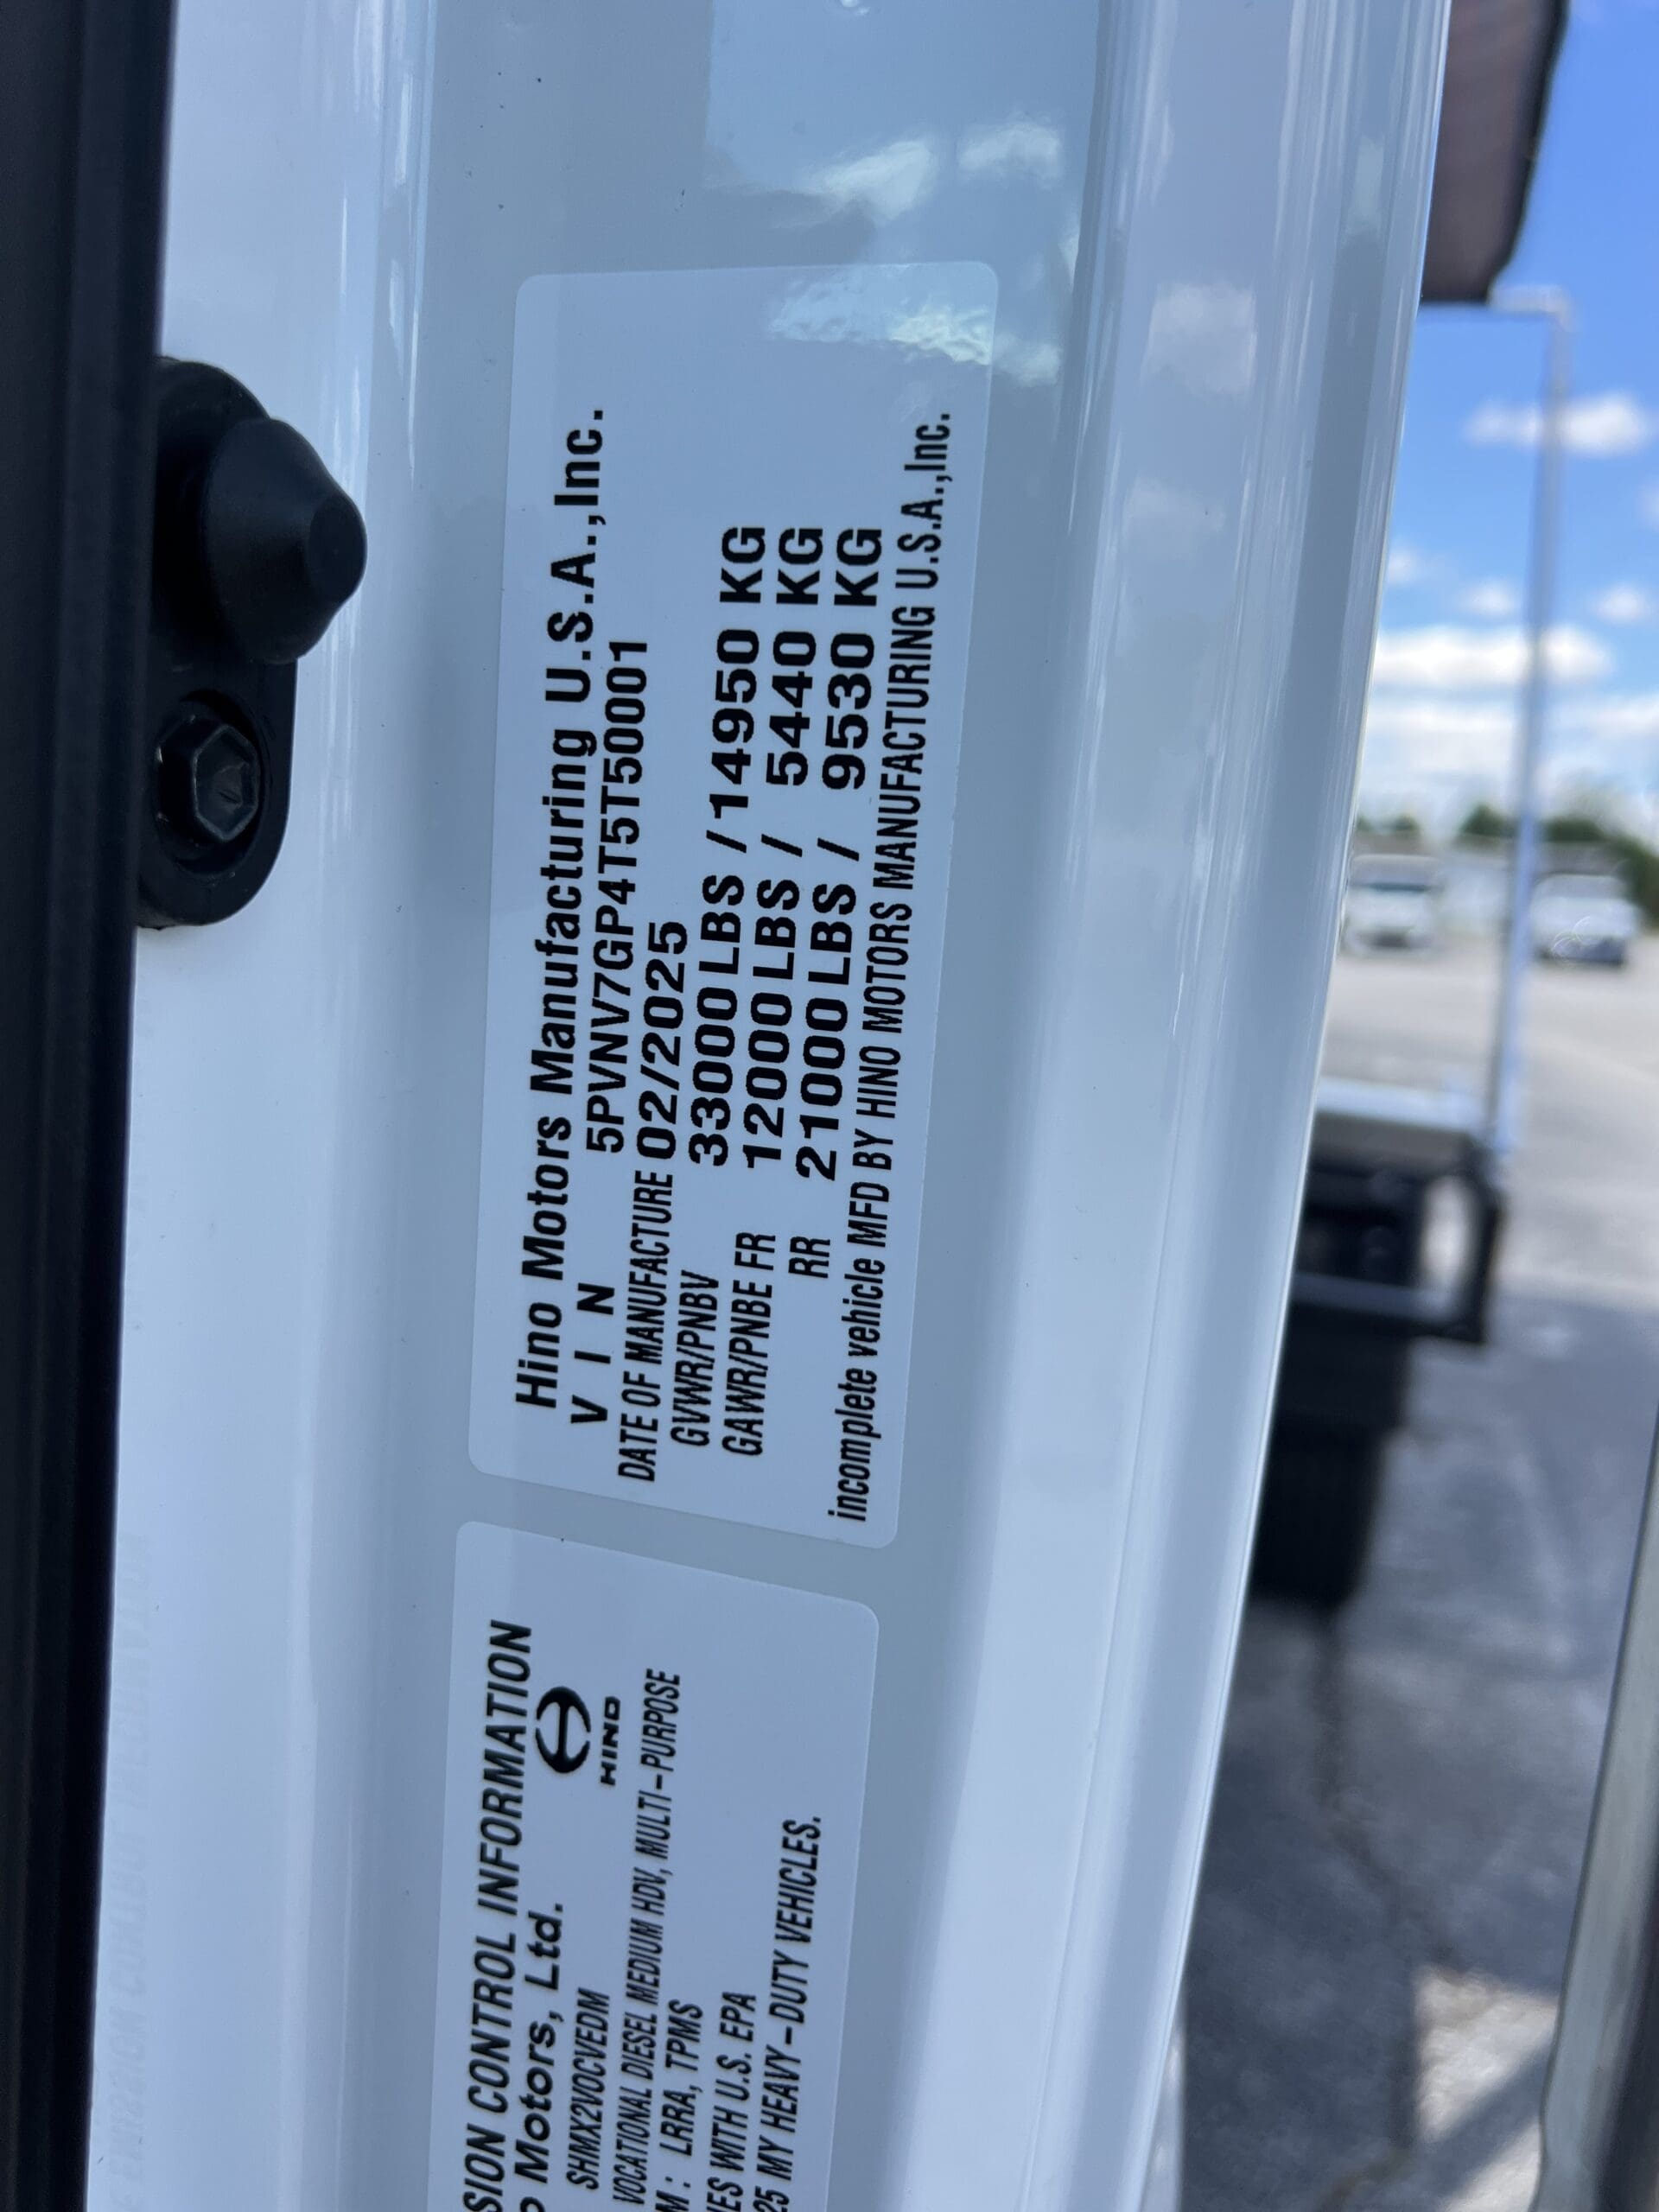 Hino Motors Manufacturing U.S.A.,Inc.
V I N 5PVNV7GP4T5T50001
DATE OF MANUFACTURE 02/2025
GVWR/PNBV 33000 LBS /14950 KG
GAWR/PNBE FR 12000 LBS / 5440 KG
RR 21000 LBS / 9530 KG
incomplete vehicle MFD BY HINO MOTORS MANUFACTURING U.S.A.,Inc.
CONTROL INFORMATION
Motors, Ltd.
HINO
SHMX2VOCVEDM
VOCATIONAL DIESEL MEDIUM HDV, MULTI-PURPOSE
M : LRRA, TPMS
WITH U.S. EPA
25 MY HEAVY-DUTY VEHICLES.